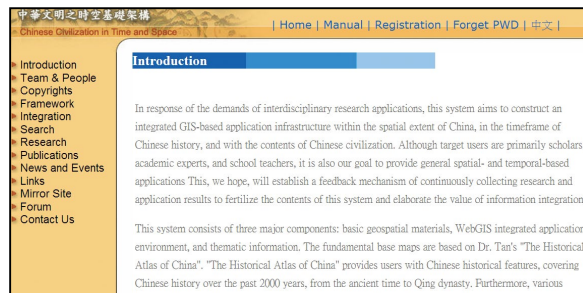 中華文明之時空基礎架構
Chinese Civilization in Time and Space
| Home | Manual | Registration | Forget PWD | 中文 |
Introduction
Team & People
Copyrights
Framework
Integration
Search
Research
Publications
News and Events
Links
Mirror Site
Forum
Contact Us
Introduction
In response of the demands of interdisciplinary research applications, this system aims to construct an
integrated GIS-based application infrastructure within the spatial extent of China, in the timeframe of
Chinese history, and with the contents of Chinese civilization. Although target users are primarily scholars
academic experts, and school teachers, it is also our goal to provide general spatial- and temporal-based
applications This, we hope, will establish a feedback mechanism of continuously collecting research and
application results to fertilize the contents of this system and elaborate the value of information integration
This system consists of three major components: basic geospatial materials, WebGIS integrated application
environment, and thematic information. The fundamental base maps are based on Dr. Tan's "The Historical
Atlas of China". "The Historical Atlas of China" provides users with Chinese historical features, covering
Chinese history over the past 2000 years, from the ancient time to Qing dynasty. Furthermore, various